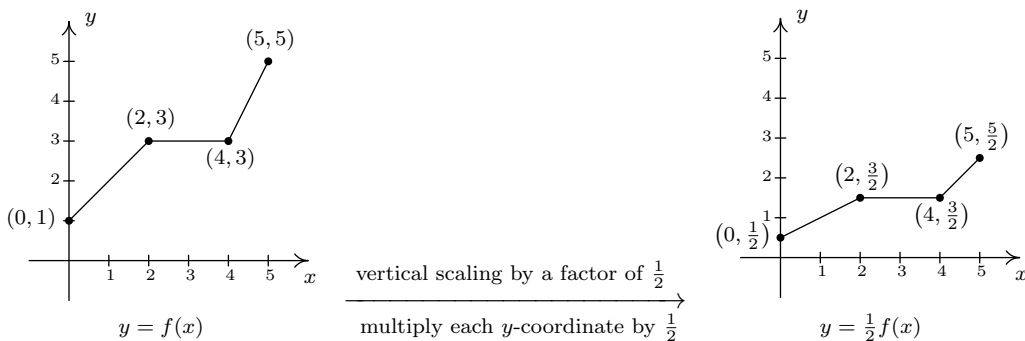 y
(5, 5)
5
4
(2, 3)
3
(4, 3)
2
(0, 1)
1 2 3 4 5 x
y = f(x)
vertical scaling by a factor of 1/2
multiply each y-coordinate by 1/2
y
5
4
3
(5, 5/2)
2
(2, 3/2)
1
(4, 3/2)
(0, 1/2)
1 2 3 4 5 x
y = 1/2 f(x)